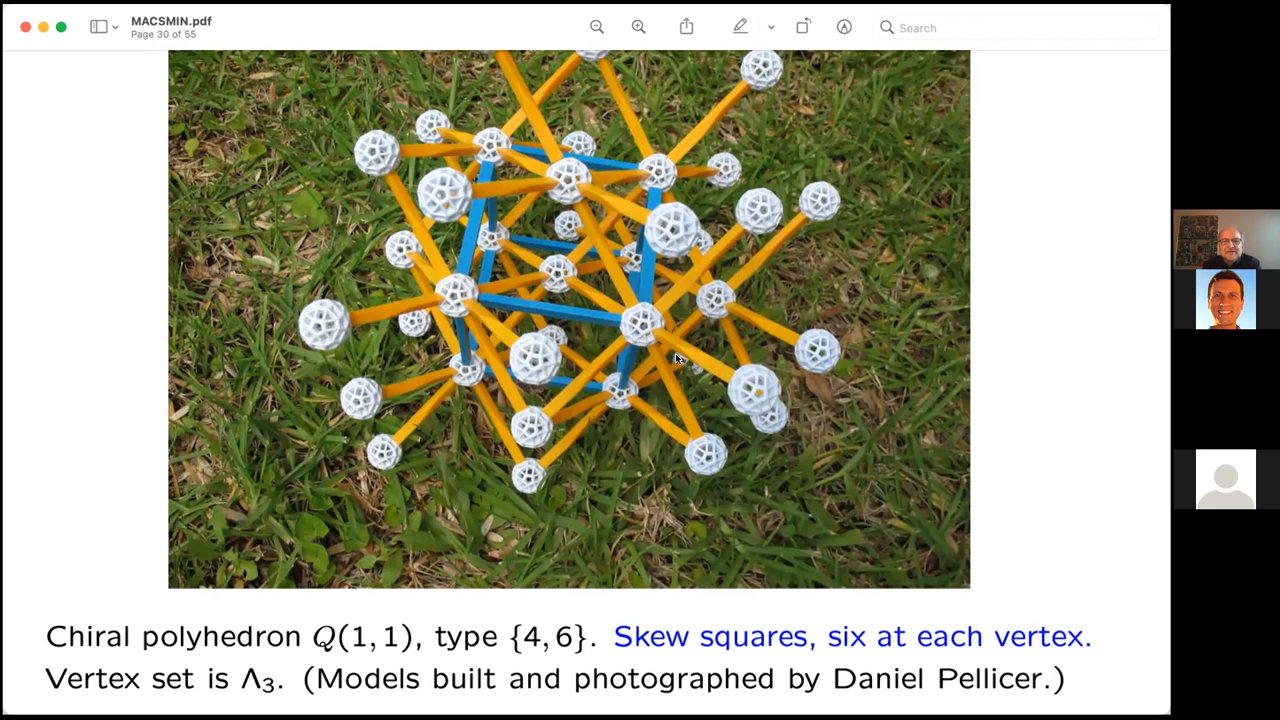 MACSMIN.pdf
Page 30 of 55
Search
Chiral polyhedron Q(1, 1), type {4, 6}. Skew squares, six at each vertex.
Vertex set is Λ₃. (Models built and photographed by Daniel Pellicer.)